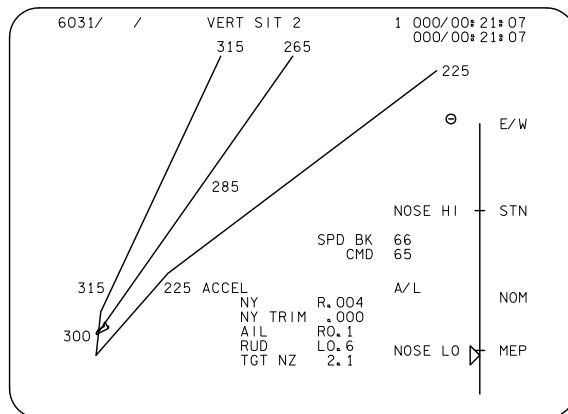 6031/ / VERT SIT 2 1 000/00:21:07
000/00:21:07
315 265
225
E/W
285
NOSE HI STN
SPD BK 66
CMD 65
315 225 ACCEL A/L
NY R.004 NOM
NY TRIM .000
300 AIL R0.1
RUD L0.6 NOSE LO MEP
TGT NZ 2.1